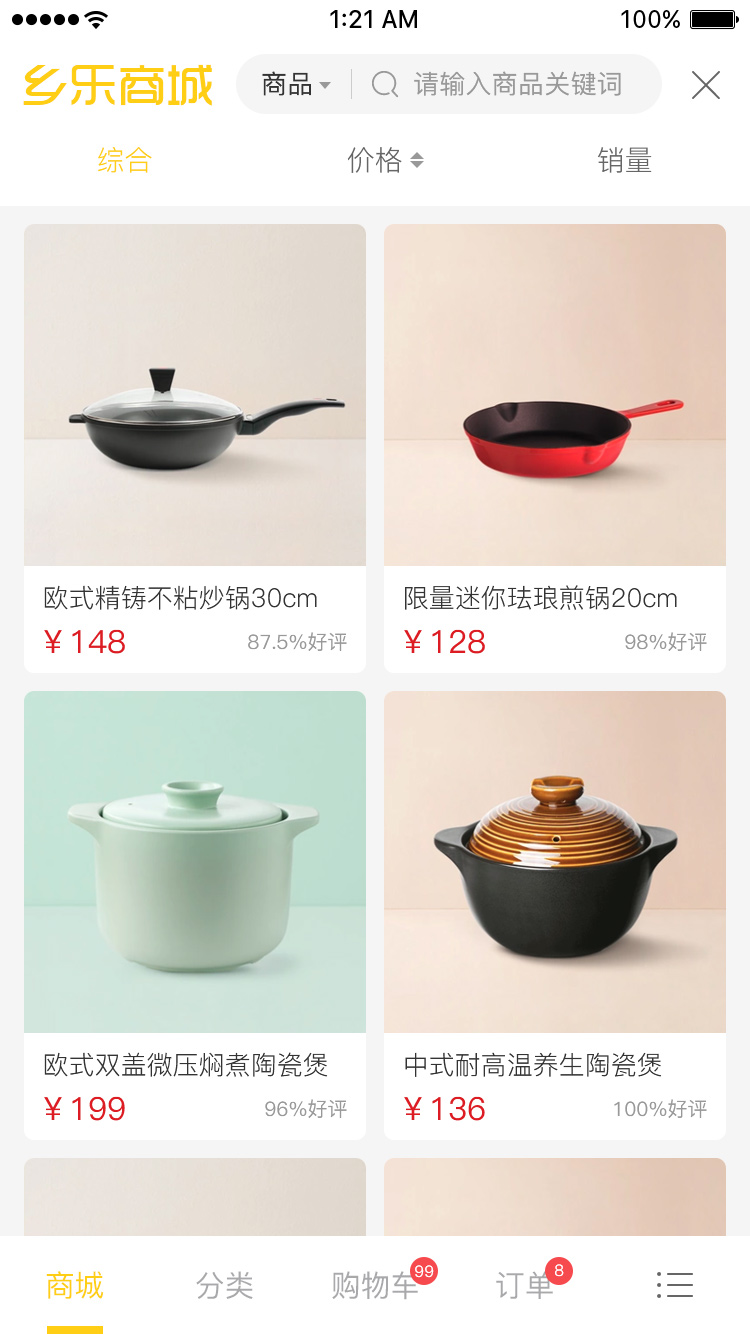 1:21 AM 100%
乡乐商城 商品 请输入商品关键词
综合 价格 销量
欧式精铸不粘炒锅30cm
¥ 148 87.5%好评
限量迷你珐琅煎锅20cm
¥ 128 98%好评
欧式双盖微压焖煮陶瓷煲
¥ 199 96%好评
中式耐高温养生陶瓷煲
¥ 136 100%好评
商城 分类 购物车 99 订单 8